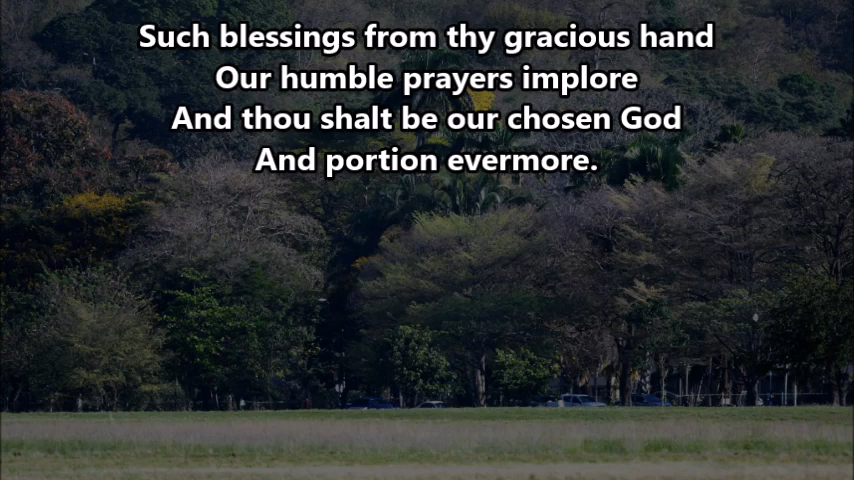 Such blessings from thy gracious hand
Our humble prayers implore
And thou shalt be our chosen God
And portion evermore.